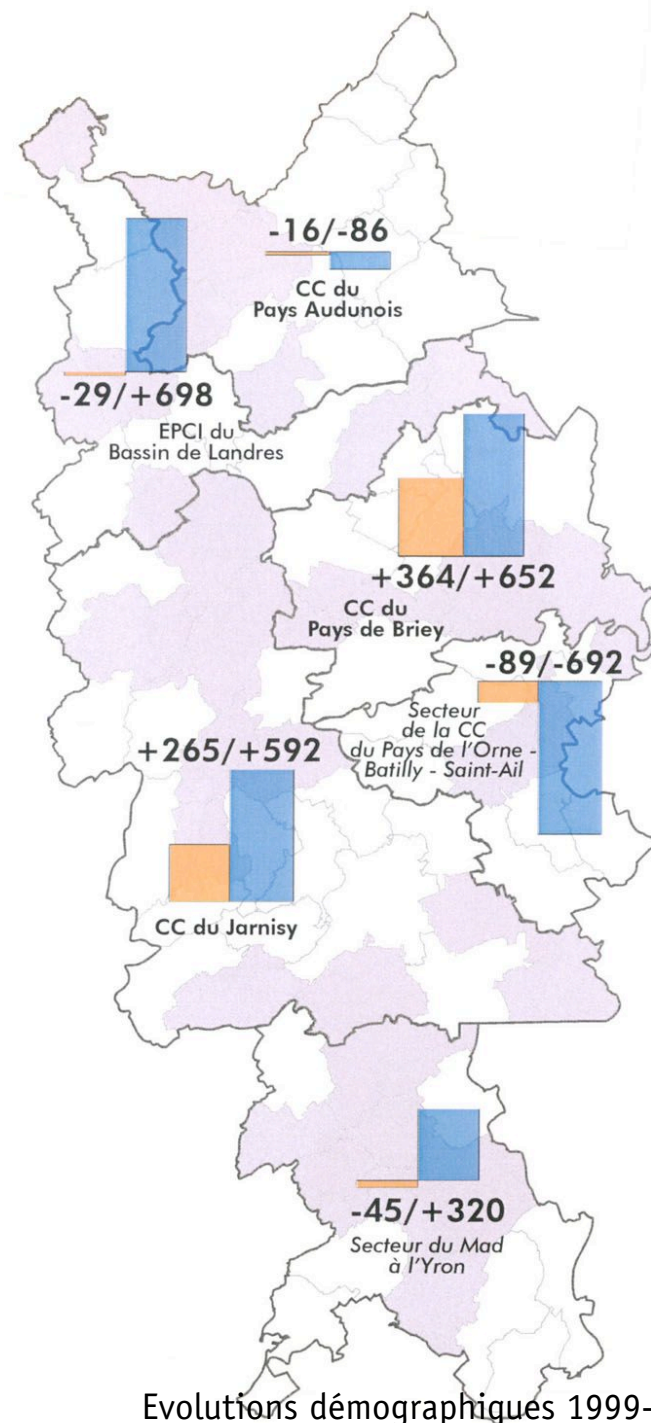 -16/-86
CC du
Pays Audunois
-29/+698
EPCI du
Bassin de Landres
+364/+652
CC du
Pays de Briey
-89/-692
Secteur
de la CC
du Pays de l'Orne -
Batilly - Saint-Ail
+265/+592
CC du Jarnisy
-45/+320
Secteur du Mad
à l'Yron
Evolutions démographiques 1999-